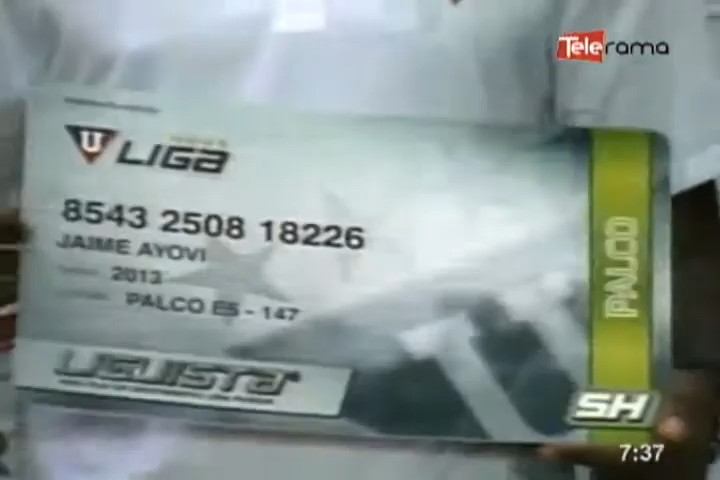 Telerama
U LIGA
8543 2508 18226
JAIME AYOVI
2013
PALCO E5 - 147
LIGUISTA
PALCO
SH
7:37